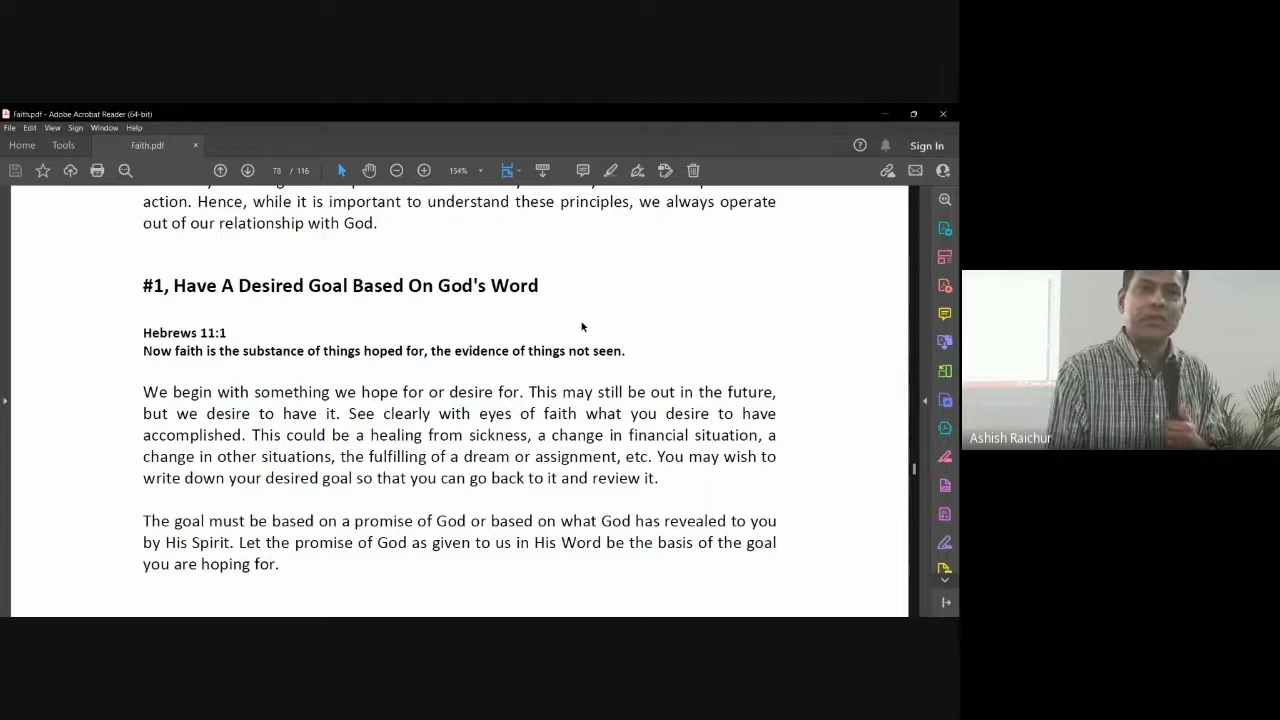 Faith.pdf - Adobe Acrobat Reader (64-bit)
File Edit View Sign Window Help
Home Tools Faith.pdf × Sign In
78 / 116 154%
action. Hence, while it is important to understand these principles, we always operate
out of our relationship with God.
#1, Have A Desired Goal Based On God's Word
Hebrews 11:1
Now faith is the substance of things hoped for, the evidence of things not seen.
We begin with something we hope for or desire for. This may still be out in the future,
but we desire to have it. See clearly with eyes of faith what you desire to have
accomplished. This could be a healing from sickness, a change in financial situation, a
change in other situations, the fulfilling of a dream or assignment, etc. You may wish to
write down your desired goal so that you can go back to it and review it.
The goal must be based on a promise of God or based on what God has revealed to you
by His Spirit. Let the promise of God as given to us in His Word be the basis of the goal
you are hoping for.
Ashish Raichur